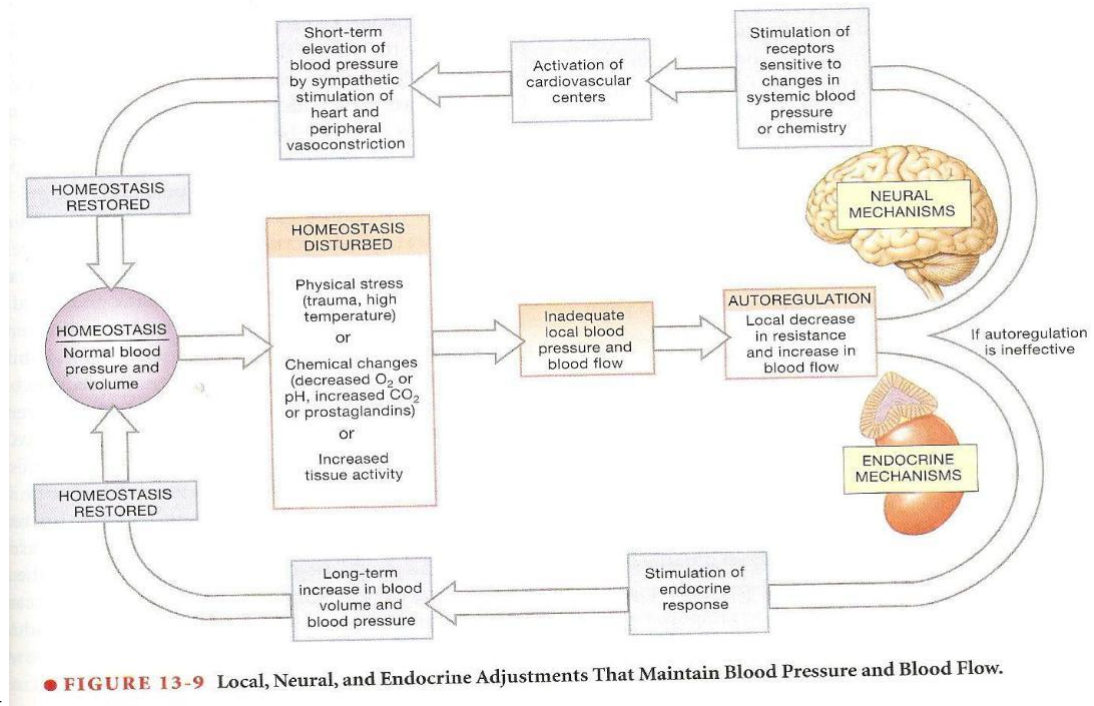 Short-term
elevation of
blood pressure
by sympathetic
stimulation of
heart and
peripheral
vasoconstriction
Activation of
cardiovascular
centers
Stimulation of
receptors
sensitive to
changes in
systemic blood
pressure
or chemistry
HOMEOSTASIS
RESTORED
NEURAL
MECHANISMS
HOMEOSTASIS
DISTURBED
Physical stress
(trauma, high
temperature)
or
Chemical changes
(decreased O₂ or
pH, increased CO₂
or prostaglandins)
or
Increased
tissue activity
HOMEOSTASIS
Normal blood
pressure and
volume
Inadequate
local blood
pressure and
blood flow
AUTOREGULATION
Local decrease
in resistance
and increase in
blood flow
If autoregulation
is ineffective
ENDOCRINE
MECHANISMS
HOMEOSTASIS
RESTORED
Long-term
increase in blood
volume and
blood pressure
Stimulation of
endocrine
response
● FIGURE 13-9 Local, Neural, and Endocrine Adjustments That Maintain Blood Pressure and Blood Flow.